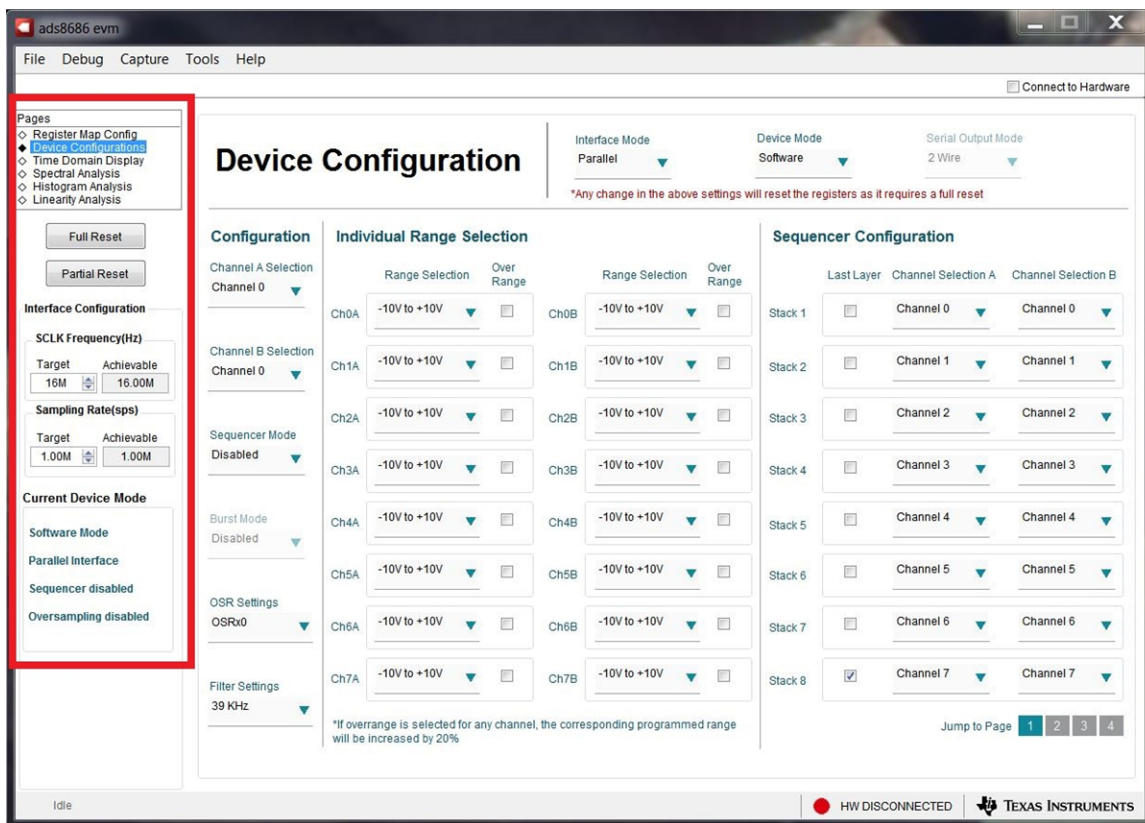 ads8686 evm
File Debug Capture Tools Help
Connect to Hardware
Pages
Register Map Config
Device Configurations
Time Domain Display
Spectral Analysis
Histogram Analysis
Linearity Analysis
Full Reset
Partial Reset
Interface Configuration
SCLK Frequency(Hz)
Target Achievable
16M 16.00M
Sampling Rate(sps)
Target Achievable
1.00M 1.00M
Current Device Mode
Software Mode
Parallel Interface
Sequencer disabled
Oversampling disabled
Device Configuration
Interface Mode Device Mode Serial Output Mode
Parallel Software 2 Wire
*Any change in the above settings will reset the registers as it requires a full reset
Configuration
Channel A Selection
Channel 0
Channel B Selection
Channel 0
Sequencer Mode
Disabled
Burst Mode
Disabled
OSR Settings
OSRx0
Filter Settings
39 KHz
Individual Range Selection
Range Selection Over Range Range Selection Over Range
Ch0A -10V to +10V Ch0B -10V to +10V
Ch1A -10V to +10V Ch1B -10V to +10V
Ch2A -10V to +10V Ch2B -10V to +10V
Ch3A -10V to +10V Ch3B -10V to +10V
Ch4A -10V to +10V Ch4B -10V to +10V
Ch5A -10V to +10V Ch5B -10V to +10V
Ch6A -10V to +10V Ch6B -10V to +10V
Ch7A -10V to +10V Ch7B -10V to +10V
*If overrange is selected for any channel, the corresponding programmed range
will be increased by 20%
Sequencer Configuration
Last Layer Channel Selection A Channel Selection B
Stack 1 Channel 0 Channel 0
Stack 2 Channel 1 Channel 1
Stack 3 Channel 2 Channel 2
Stack 4 Channel 3 Channel 3
Stack 5 Channel 4 Channel 4
Stack 6 Channel 5 Channel 5
Stack 7 Channel 6 Channel 6
Stack 8 Channel 7 Channel 7
Jump to Page 1 2 3 4
Idle
HW DISCONNECTED
TEXAS INSTRUMENTS